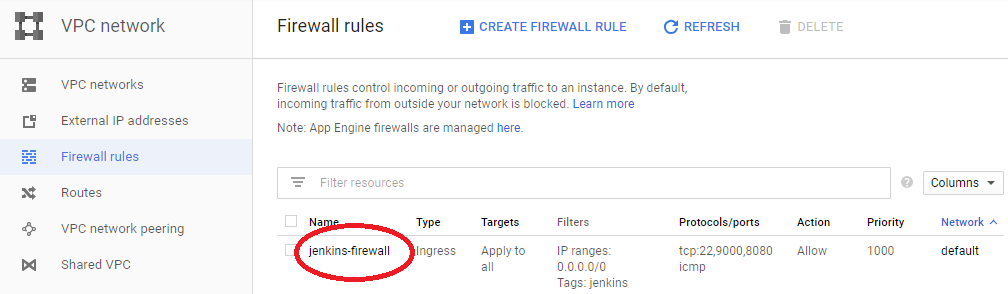 VPC network
Firewall rules
CREATE FIREWALL RULE
REFRESH
DELETE
VPC networks
External IP addresses
Firewall rules
Routes
VPC network peering
Shared VPC
Firewall rules control incoming or outgoing traffic to an instance. By default,
incoming traffic from outside your network is blocked. Learn more
Note: App Engine firewalls are managed here.
Filter resources
? Columns
Name Type Targets Filters Protocols/ports Action Priority Network
jenkins-firewall Ingress Apply to IP ranges: tcp:22,9000,8080 Allow 1000 default
all 0.0.0.0/0 icmp
Tags: jenkins